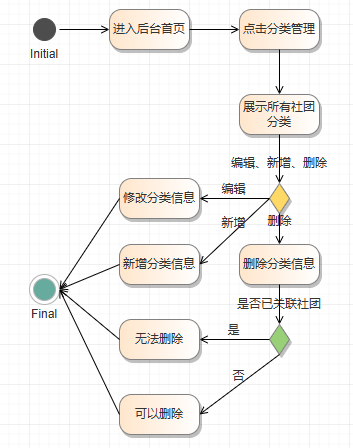 进入后台首页
点击分类管理
Initial
展示所有社团
分类
编辑、新增、删除
编辑
修改分类信息
新增
删除
新增分类信息
删除分类信息
是否已关联社团
Final
是
无法删除
否
可以删除